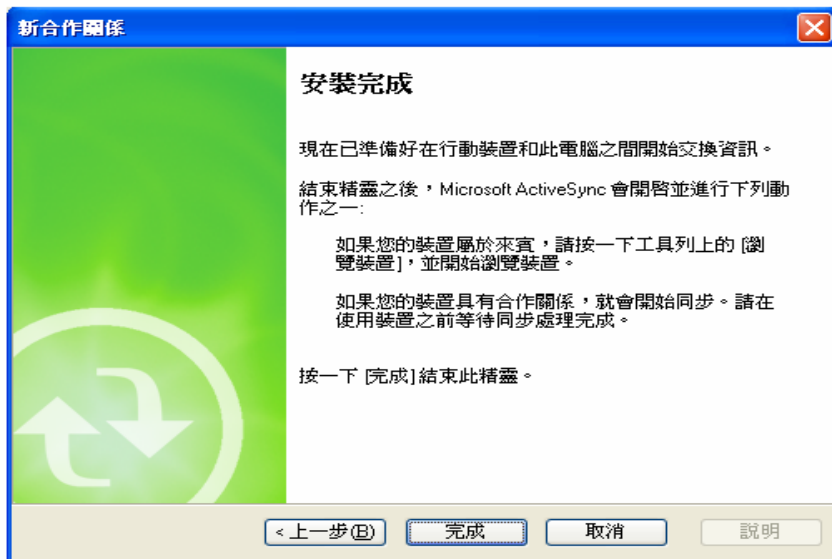 新合作關係
安裝完成
現在已準備好在行動裝置和此電腦之間開始交換資訊。
結束精靈之後，Microsoft ActiveSync 會開啓並進行下列動
作之一:
如果您的裝置屬於來賓，請按一下工具列上的 [瀏
覽裝置]，並開始瀏覽裝置。
如果您的裝置具有合作關係，就會開始同步。請在
使用裝置之前等待同步處理完成。
按一下 [完成] 結束此精靈。
<上一步(B)
完成
取消
說明